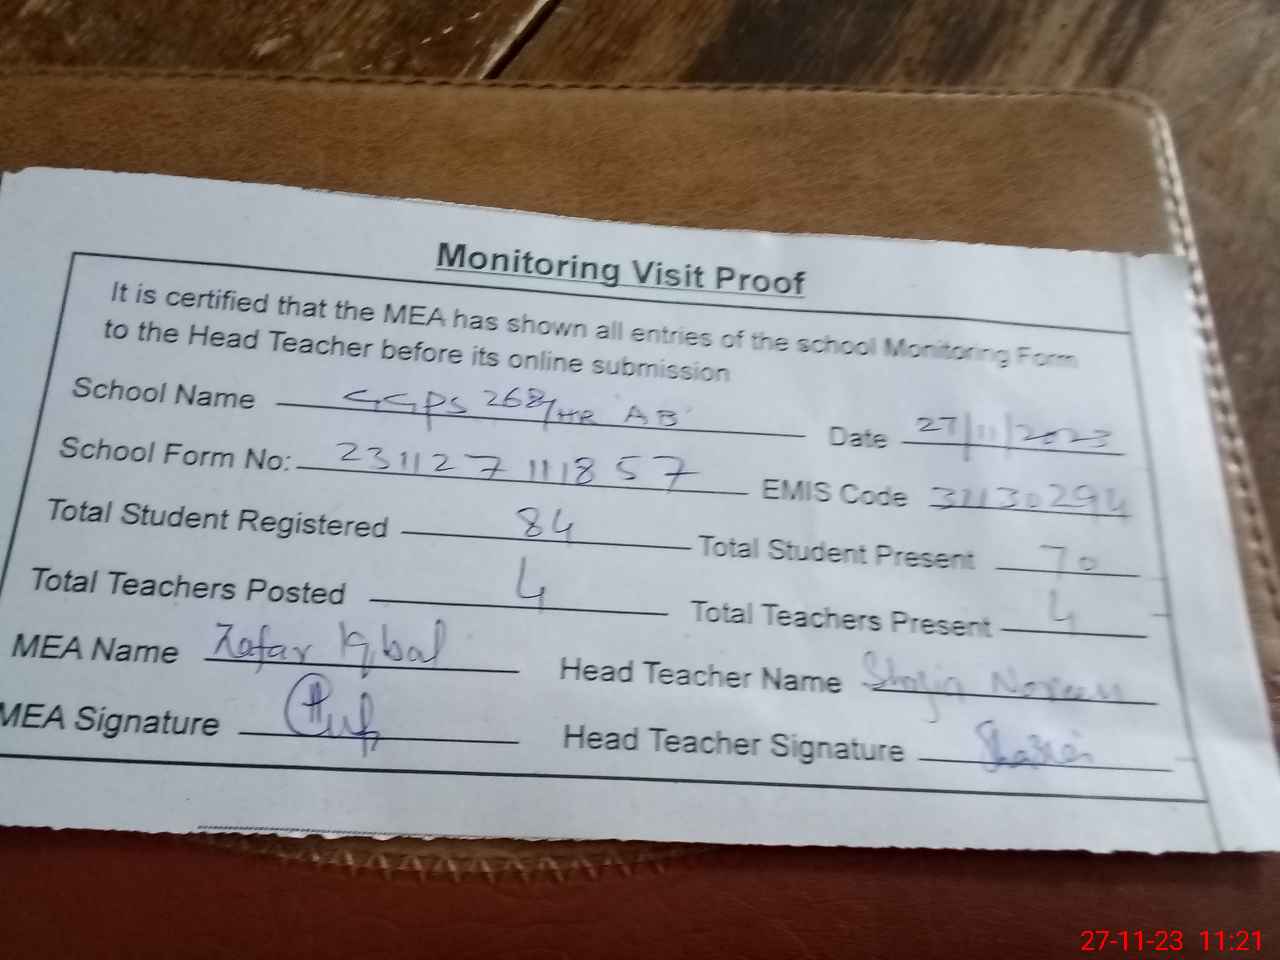 Monitoring Visit Proof
It is certified that the MEA has shown all entries of the school Monitoring Form
to the Head Teacher before its online submission
School Name GGPS 268/HR 'AB' Date 27/11/2023
School Form No: 231127111857 EMIS Code 31130294
Total Student Registered 84 Total Student Present 70
Total Teachers Posted 4 Total Teachers Present 4
MEA Name Zafar Iqbal Head Teacher Name Noreen
MEA Signature Head Teacher Signature
27-11-23 11:21